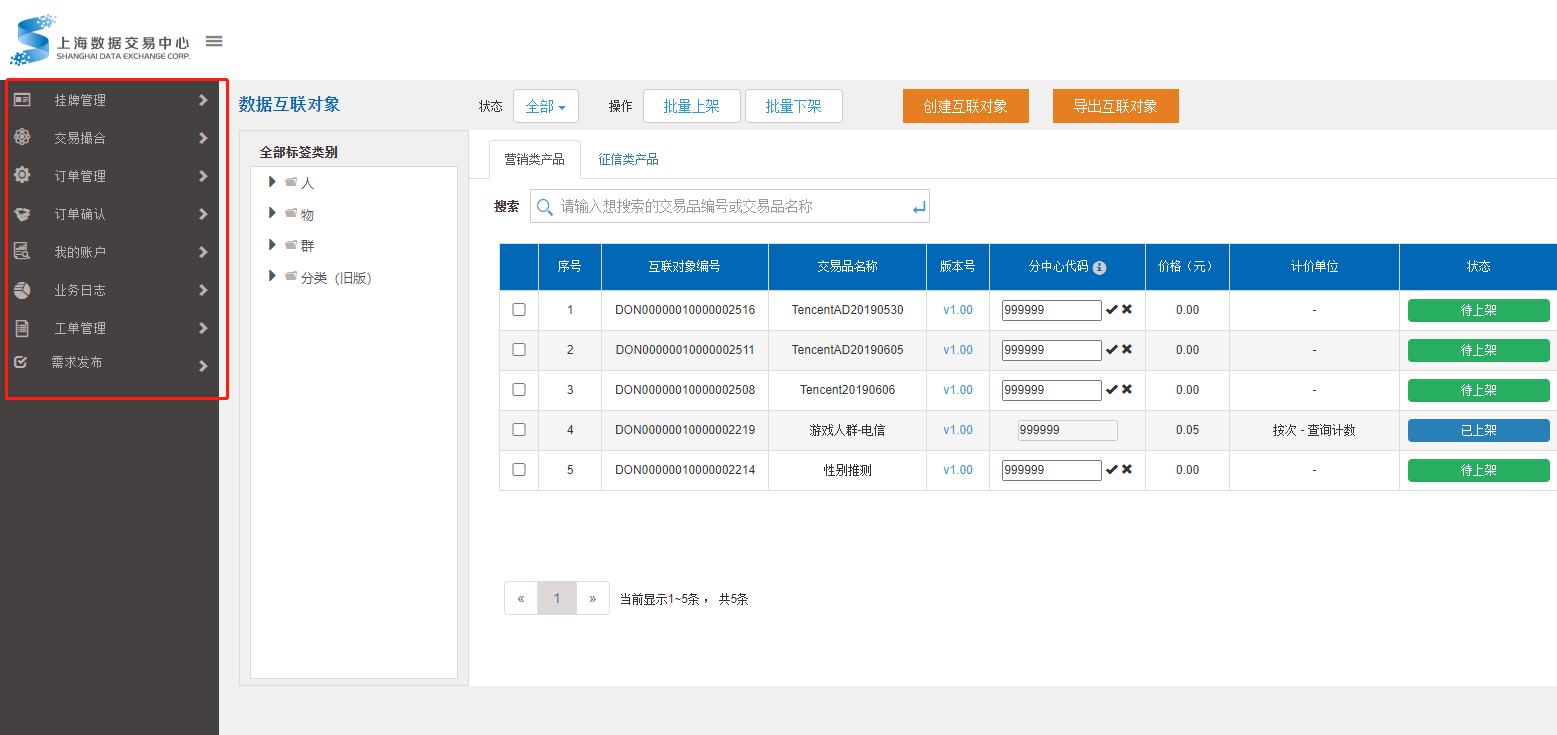 上海数据交易中心
SHANGHAI DATA EXCHANGE CORP.
挂牌管理
交易撮合
订单管理
订单确认
我的账户
业务日志
工单管理
需求发布
数据互联对象
状态 全部 操作 批量上架 批量下架 创建互联对象 导出互联对象
全部标签类别
人
物
群
分类（旧版）
营销类产品 征信类产品
搜索 请输入想搜索的交易品编号或交易品名称
序号 互联对象编号 交易品名称 版本号 分中心代码 价格（元） 计价单位 状态
1 DON00000010000002516 TencentAD20190530 v1.00 999999 0.00 - 待上架
2 DON00000010000002511 TencentAD20190605 v1.00 999999 0.00 - 待上架
3 DON00000010000002508 Tencent20190606 v1.00 999999 0.00 - 待上架
4 DON00000010000002219 游戏人群-电信 v1.00 999999 0.05 按次 - 查询计数 已上架
5 DON00000010000002214 性别推测 v1.00 999999 0.00 - 待上架
« 1 » 当前显示1~5条 ， 共5条